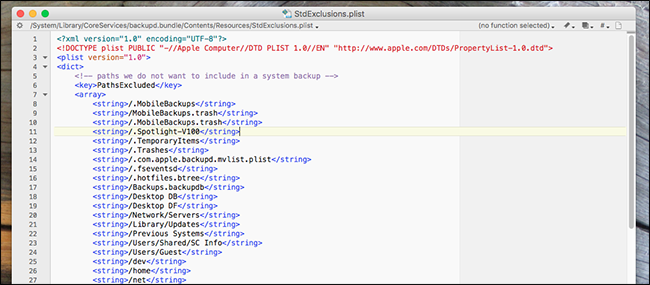 StdExclusions.plist
/System/Library/CoreServices/backupd.bundle/Contents/Resources/StdExclusions.plist (no function selected)
1 <?xml version="1.0" encoding="UTF-8"?>
2 <!DOCTYPE plist PUBLIC "-//Apple Computer//DTD PLIST 1.0//EN" "http://www.apple.com/DTDs/PropertyList-1.0.dtd">
3 <plist version="1.0">
4 <dict>
5 <!-- paths we do not want to include in a system backup -->
6 <key>PathsExcluded</key>
7 <array>
8 <string>/.MobileBackups</string>
9 <string>/MobileBackups.trash</string>
10 <string>/.MobileBackups.trash</string>
11 <string>/.Spotlight-V100</string>
12 <string>/.TemporaryItems</string>
13 <string>/.Trashes</string>
14 <string>/.com.apple.backupd.mvlist.plist</string>
15 <string>/.fseventsd</string>
16 <string>/.hotfiles.btree</string>
17 <string>/Backups.backupdb</string>
18 <string>/Desktop DB</string>
19 <string>/Desktop DF</string>
20 <string>/Network/Servers</string>
21 <string>/Library/Updates</string>
22 <string>/Previous Systems</string>
23 <string>/Users/Shared/SC Info</string>
24 <string>/Users/Guest</string>
25 <string>/dev</string>
26 <string>/home</string>
27 <string>/net</string>